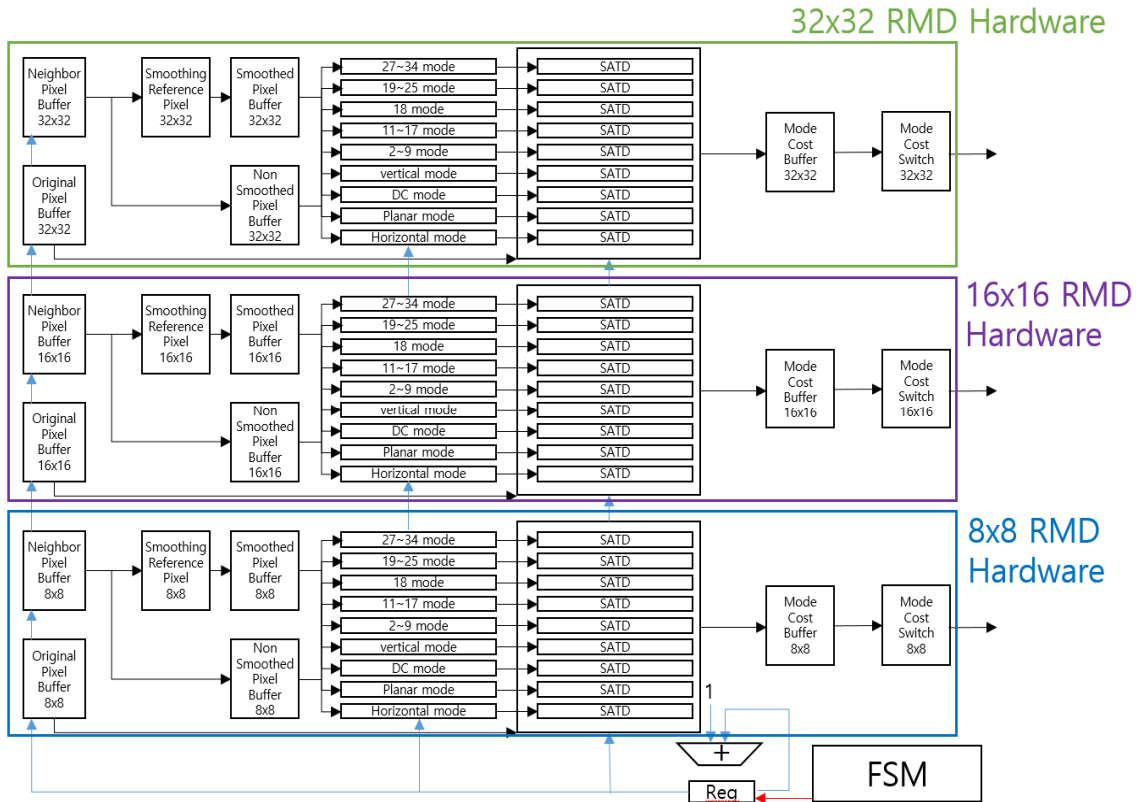 32x32 RMD Hardware
Neighbor
Pixel
Buffer
32x32
Smoothing
Reference
Pixel
32x32
Smoothed
Pixel
Buffer
32x32
Original
Pixel
Buffer
32x32
Non
Smoothed
Pixel
Buffer
32x32
27~34 mode
19~25 mode
18 mode
11~17 mode
2~9 mode
vertical mode
DC mode
Planar mode
Horizontal mode
SATD
SATD
SATD
SATD
SATD
SATD
SATD
SATD
SATD
Mode
Cost
Buffer
32x32
Mode
Cost
Switch
32x32
16x16 RMD
Hardware
Neighbor
Pixel
Buffer
16x16
Smoothing
Reference
Pixel
16x16
Smoothed
Pixel
Buffer
16x16
Original
Pixel
Buffer
16x16
Non
Smoothed
Pixel
Buffer
16x16
27~34 mode
19~25 mode
18 mode
11~17 mode
2~9 mode
vertical mode
DC mode
Planar mode
Horizontal mode
SATD
SATD
SATD
SATD
SATD
SATD
SATD
SATD
SATD
Mode
Cost
Buffer
16x16
Mode
Cost
Switch
16x16
8x8 RMD
Hardware
Neighbor
Pixel
Buffer
8x8
Smoothing
Reference
Pixel
8x8
Smoothed
Pixel
Buffer
8x8
Original
Pixel
Buffer
8x8
Non
Smoothed
Pixel
Buffer
8x8
27~34 mode
19~25 mode
18 mode
11~17 mode
2~9 mode
vertical mode
DC mode
Planar mode
Horizontal mode
SATD
SATD
SATD
SATD
SATD
SATD
SATD
SATD
SATD
Mode
Cost
Buffer
8x8
Mode
Cost
Switch
8x8
1
+
Reg
FSM